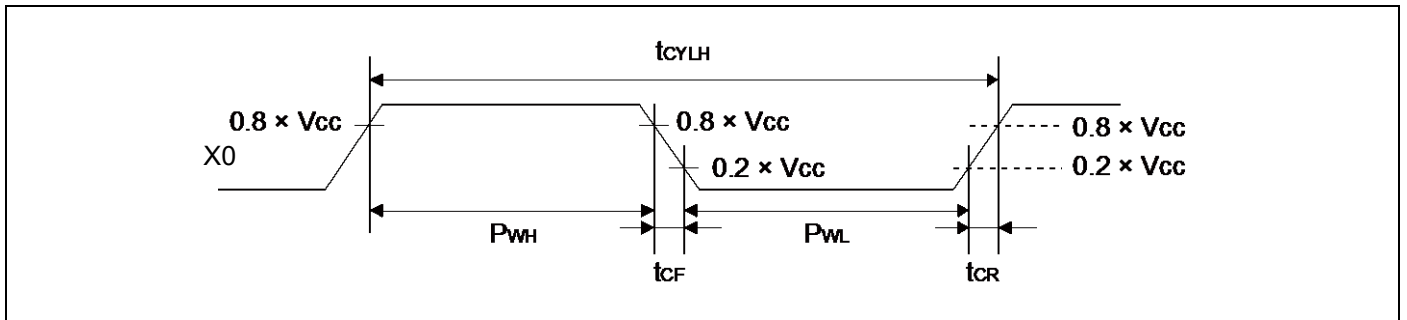 tCYLH
0.8 × Vcc
0.8 × Vcc
0.8 × Vcc
X0
0.2 × Vcc
0.2 × Vcc
PWH
PWL
tCF
tCR